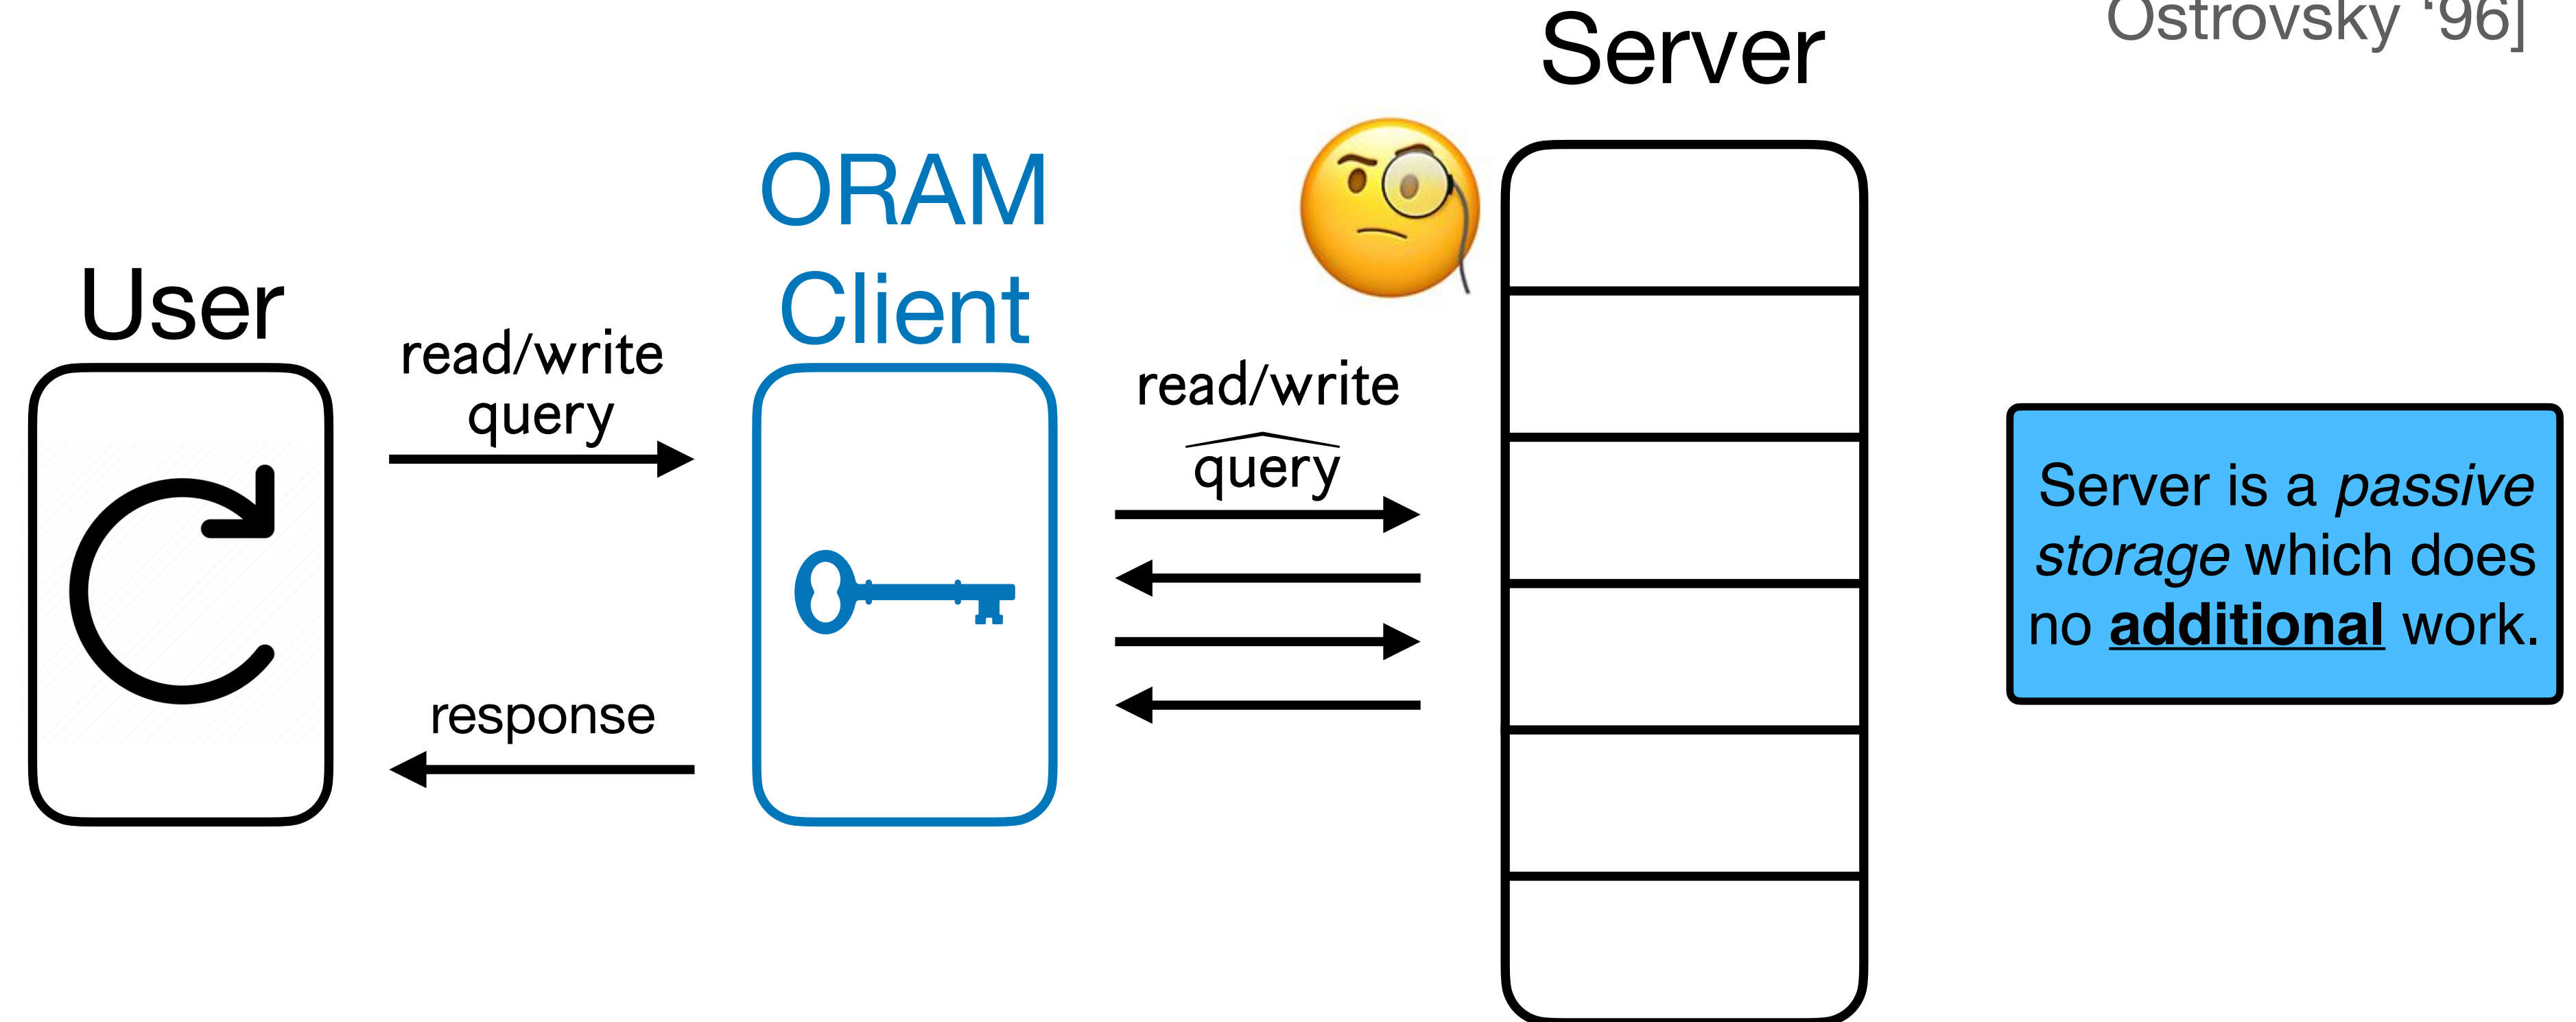 Ostrovsky ‘96]
Server
ORAM
Client
User
read/write
query
read/write
query
response
Server is a passive
storage which does
no additional work.